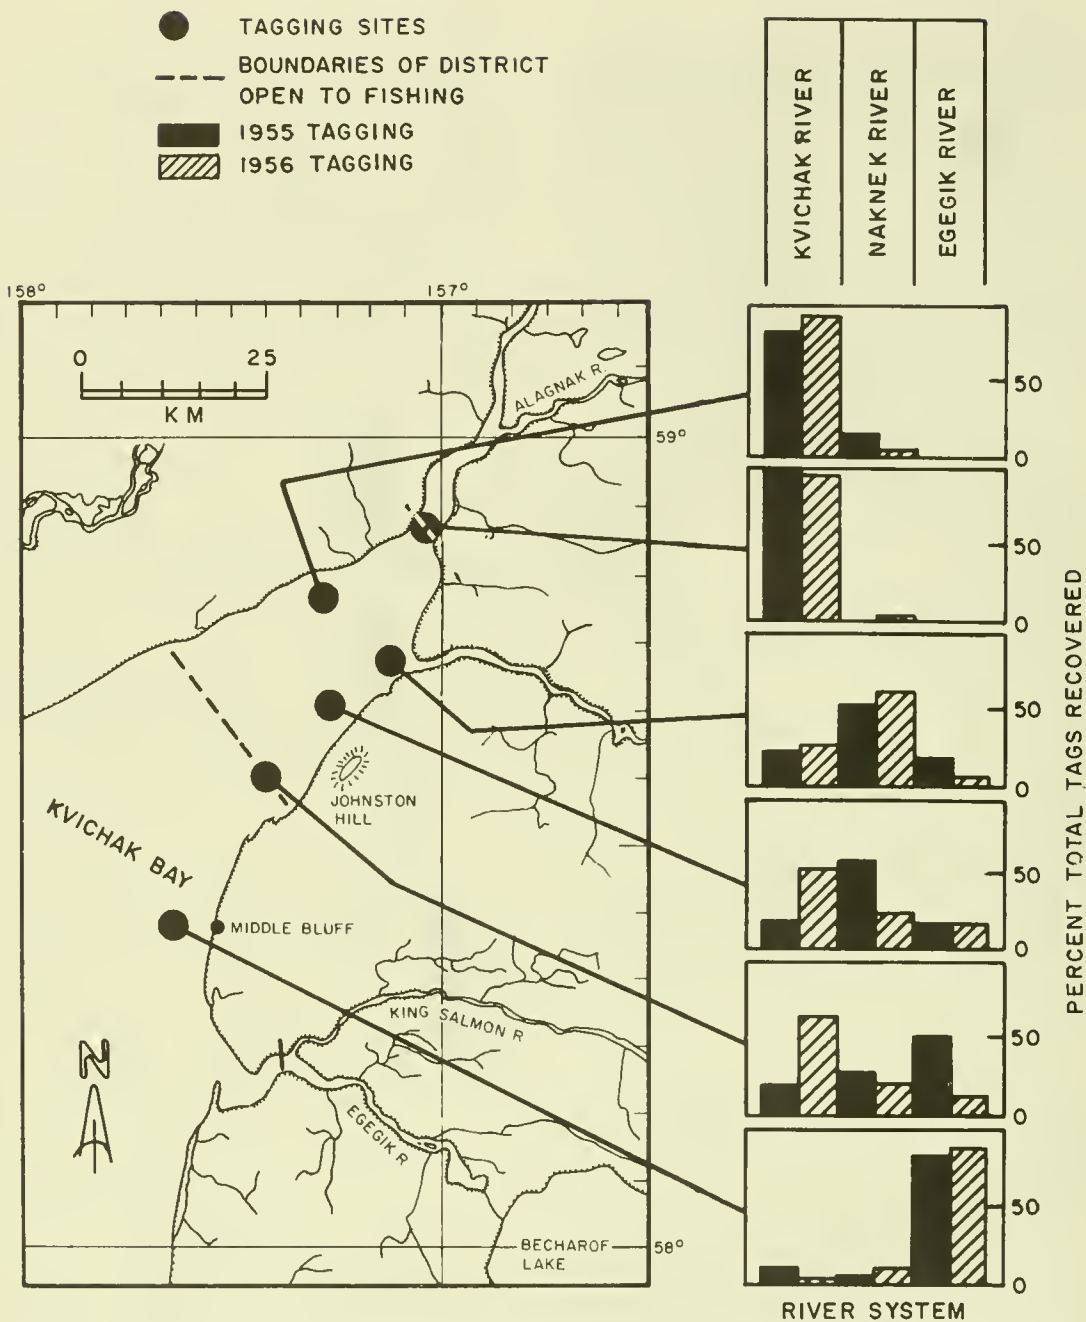 TAGGING SITES
BOUNDARIES OF DISTRICT
OPEN TO FISHING
1955 TAGGING
1956 TAGGING
KVICHAK RIVER
NAKNEK RIVER
EGEGIK RIVER
158°
157°
0 25
KM
ALAGNAK R.
59°
JOHNSTON
HILL
KVICHAK BAY
MIDDLE BLUFF
KING SALMON R
N
EGEGIK R
BECHAROF
LAKE
58°
50
0
50
0
50
0
50
0
50
0
50
0
PERCENT TOTAL TAGS RECOVERED
RIVER SYSTEM